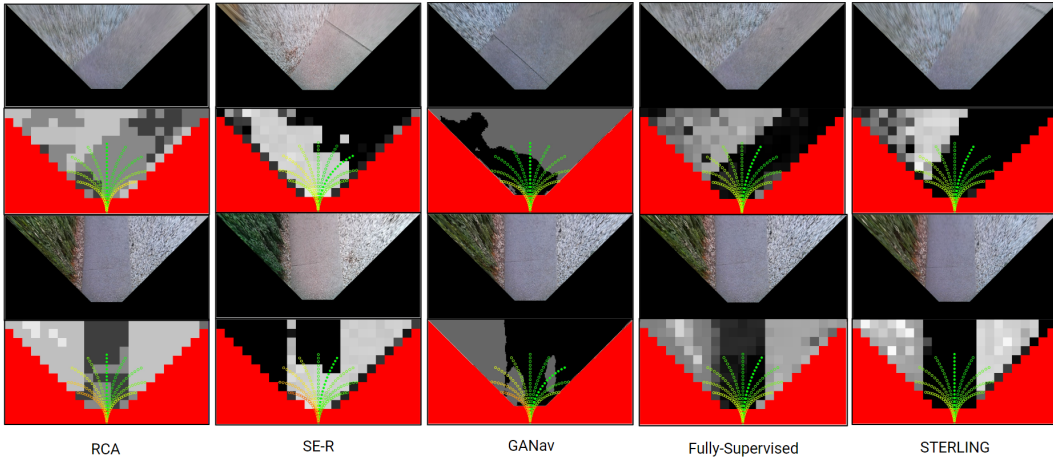 RCA
SE-R
GANav
Fully-Supervised
STERLING